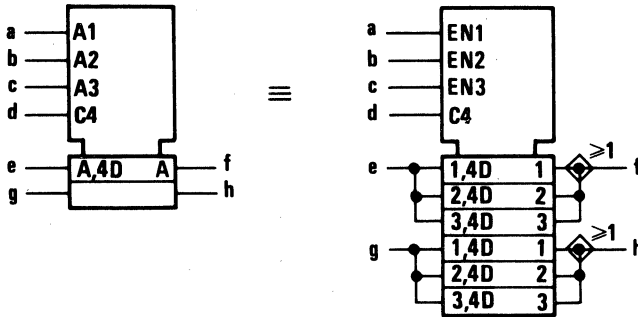 a A1
b A2
c A3
d C4
e A,4D A f
g h
≡
a EN1
b EN2
c EN3
d C4
≥1
e 1,4D 1 f
2,4D 2
3,4D 3
≥1
g 1,4D 1 h
2,4D 2
3,4D 3